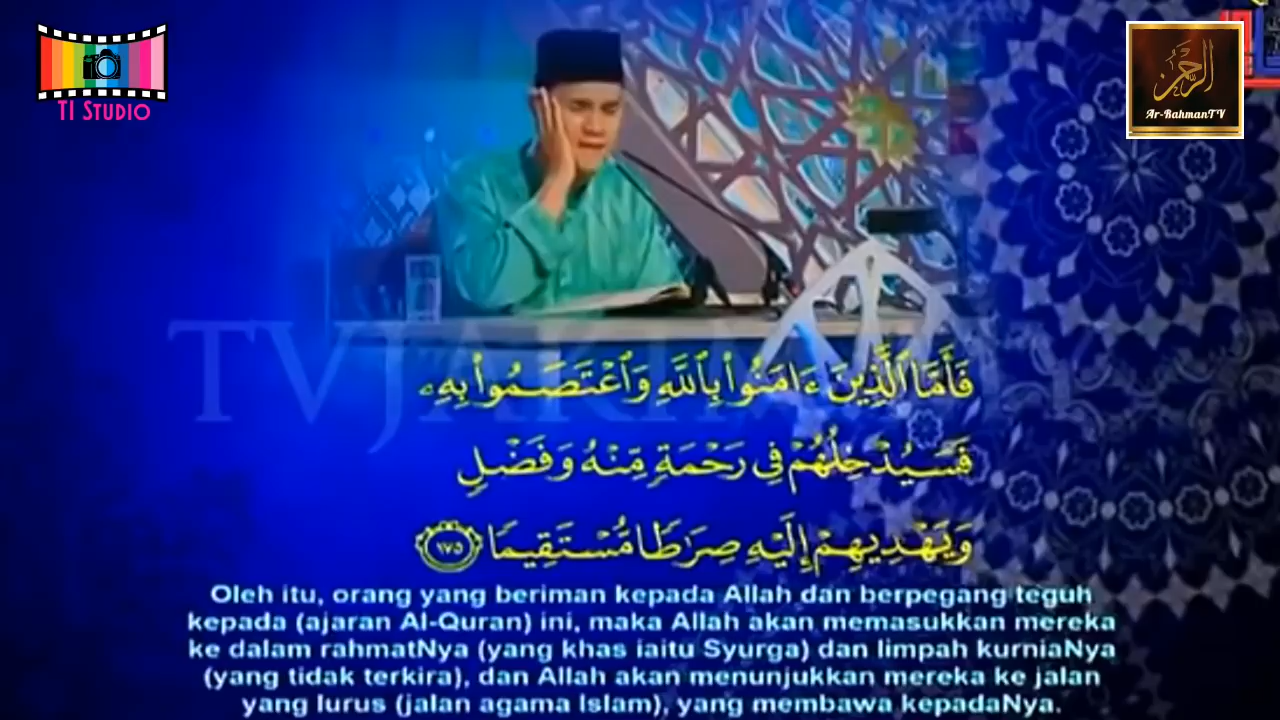 TI STUDIO
الرحمن
Ar-RahmanTV
TVJAKIM
فَأَمَّا ٱلَّذِينَ ءَامَنُوا۟ بِٱللَّهِ وَٱعْتَصَمُوا۟ بِهِۦ
فَسَيُدْخِلُهُمْ فِى رَحْمَةٍ مِّنْهُ وَفَضْلٍ
وَيَهْدِيهِمْ إِلَيْهِ صِرَٰطًا مُّسْتَقِيمًا ١٧٥
Oleh itu, orang yang beriman kepada Allah dan berpegang teguh
kepada (ajaran Al-Quran) ini, maka Allah akan memasukkan mereka
ke dalam rahmatNya (yang khas iaitu Syurga) dan limpah kurniaNya
(yang tidak terkira), dan Allah akan menunjukkan mereka ke jalan
yang lurus (jalan agama Islam), yang membawa kepadaNya.